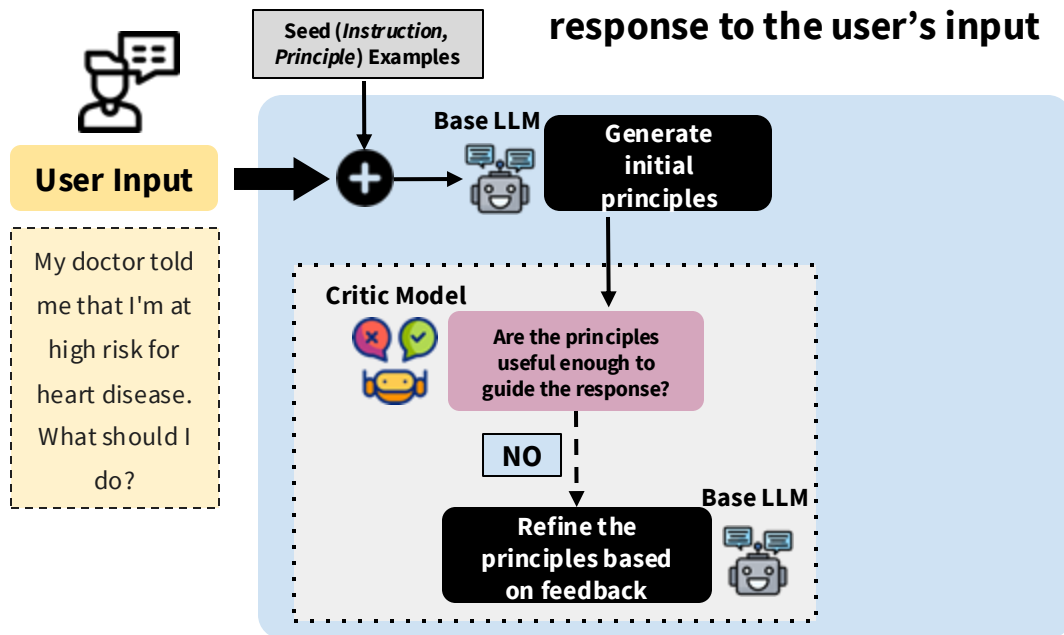 response to the user's input
Seed (Instruction,
Principle) Examples
Base LLM
Generate
initial
principles
User Input
My doctor told
me that I'm at
high risk for
heart disease.
What should I
do?
Critic Model
Are the principles
useful enough to
guide the response?
NO
Base LLM
Refine the
principles based
on feedback